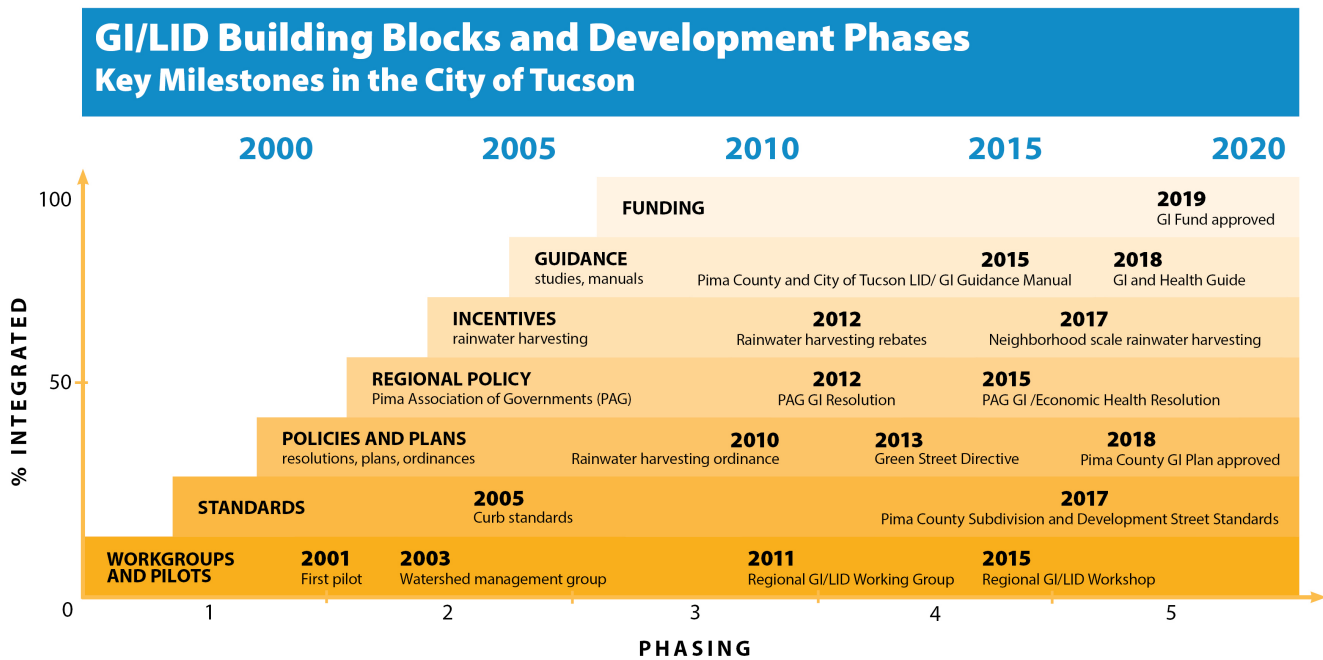 GI/LID Building Blocks and Development Phases
Key Milestones in the City of Tucson
2000 2005 2010 2015 2020
100
FUNDING
2019
GI Fund approved
GUIDANCE
studies, manuals
2015
Pima County and City of Tucson LID/ GI Guidance Manual
2018
GI and Health Guide
INCENTIVES
rainwater harvesting
2012
Rainwater harvesting rebates
2017
Neighborhood scale rainwater harvesting
50
REGIONAL POLICY
Pima Association of Governments (PAG)
2012
PAG GI Resolution
2015
PAG GI /Economic Health Resolution
POLICIES AND PLANS
resolutions, plans, ordinances
2010
Rainwater harvesting ordinance
2013
Green Street Directive
2018
Pima County GI Plan approved
STANDARDS
2005
Curb standards
2017
Pima County Subdivision and Development Street Standards
WORKGROUPS
AND PILOTS
2001
First pilot
2003
Watershed management group
2011
Regional GI/LID Working Group
2015
Regional GI/LID Workshop
% INTEGRATED
0 1 2 3 4 5
PHASING